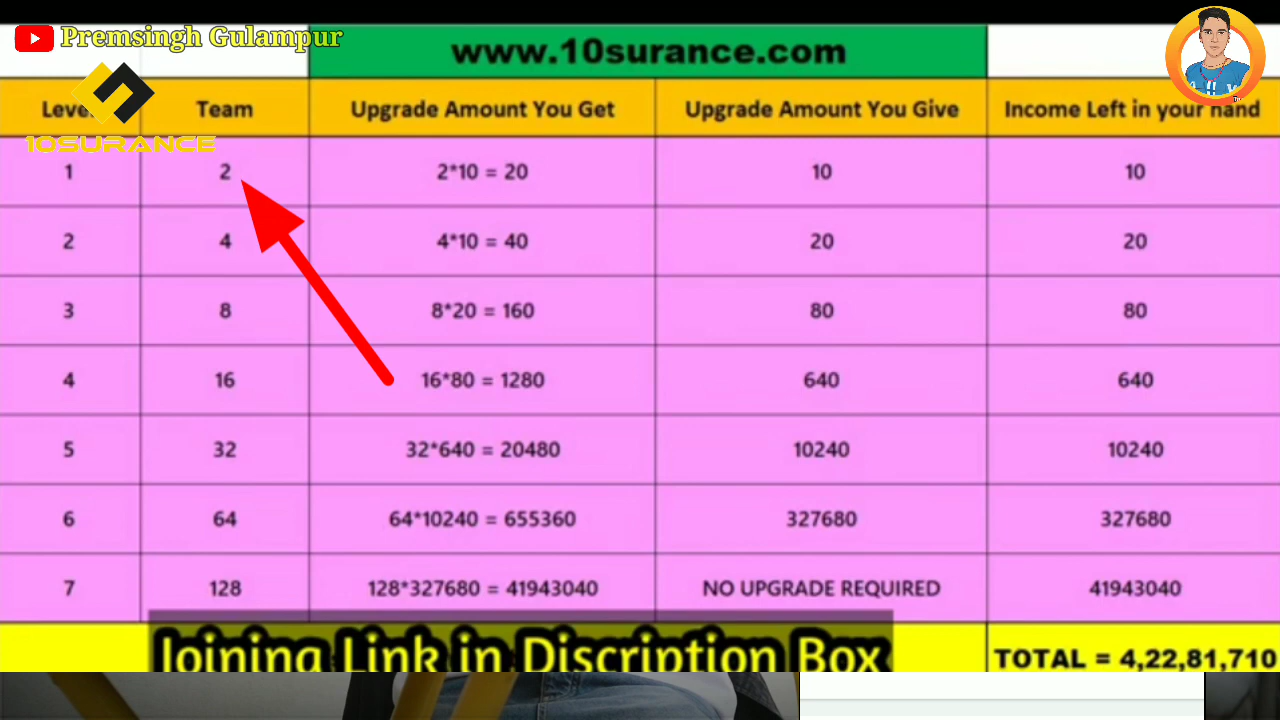 Premsingh Gulampur
www.10surance.com
10SURANCE
Level Team Upgrade Amount You Get Upgrade Amount You Give Income Left in your hand
1 2 2*10 = 20 10 10
2 4 4*10 = 40 20 20
3 8 8*20 = 160 80 80
4 16 16*80 = 1280 640 640
5 32 32*640 = 20480 10240 10240
6 64 64*10240 = 655360 327680 327680
7 128 128*327680 = 41943040 NO UPGRADE REQUIRED 41943040
Joining Link in Discription Box
TOTAL = 4,22,81,710